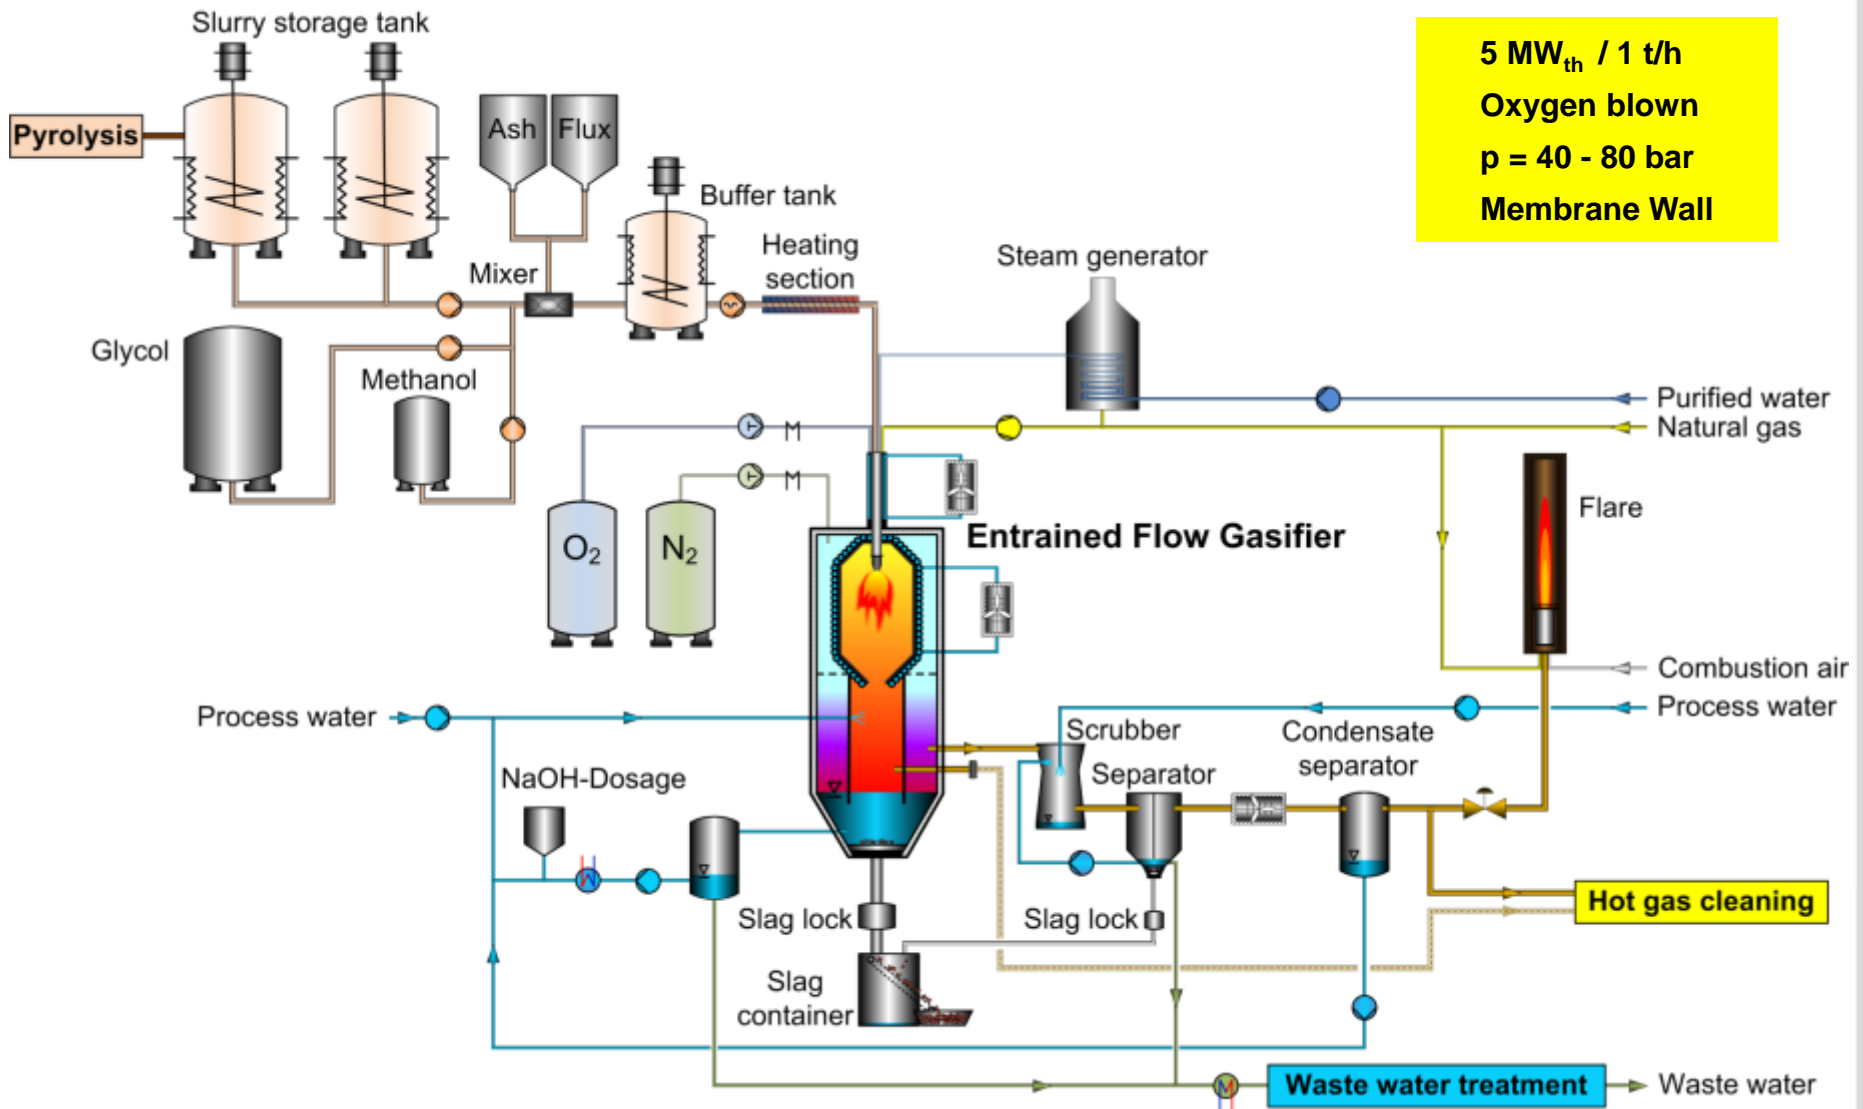 Slurry storage tank
5 MWth / 1 t/h
Oxygen blown
p = 40 - 80 bar
Membrane Wall
Pyrolysis
Ash
Flux
Buffer tank
Mixer
Heating
section
Steam generator
Glycol
Methanol
Purified water
Natural gas
Flare
Entrained Flow Gasifier
O2
N2
Combustion air
Process water
Process water
Scrubber
Condensate
separator
Separator
NaOH-Dosage
Slag lock
Slag lock
Hot gas cleaning
Slag
container
Waste water treatment
Waste water